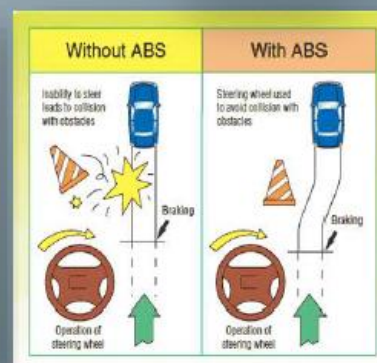 Without ABS
Inability to steer
leads to collision
with obstacles
Braking
Operation of
steering wheel
With ABS
Steering wheel used
to avoid collision with
obstacles
Braking
Operation of
steering wheel